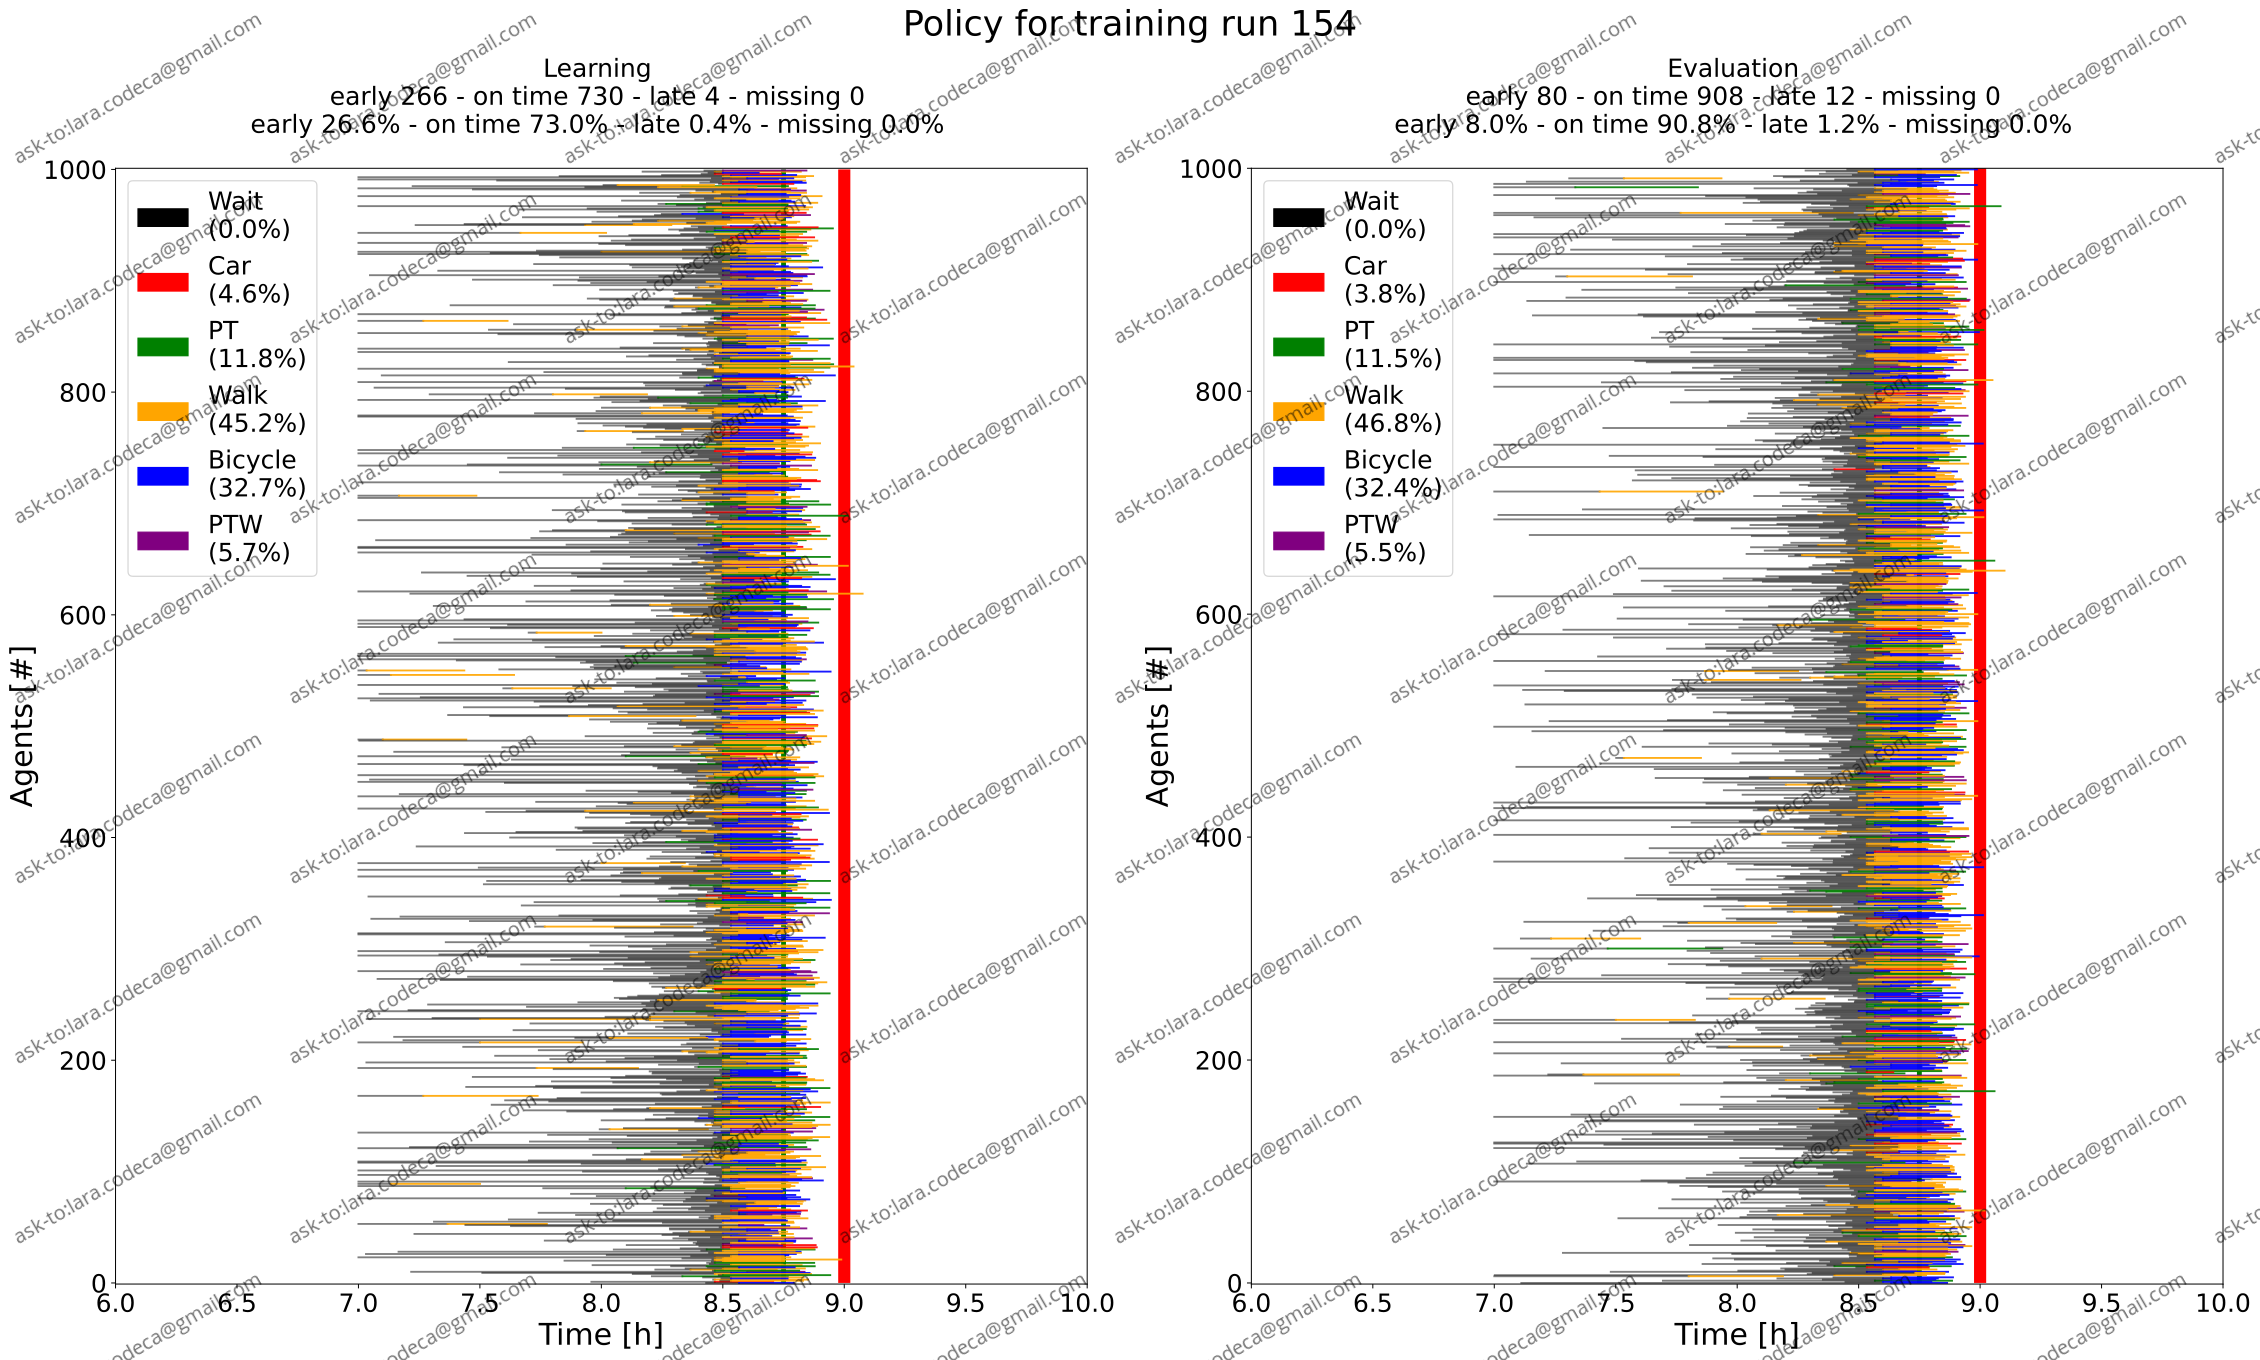 Policy for training run 154
Learning
early 266 - on time 730 - late 4 - missing 0
early 26.6% - on time 73.0% - late 0.4% - missing 0.0%
1000
800
600
400
200
0
Agents [#]
Wait
(0.0%)
Car
(4.6%)
PT
(11.8%)
Walk
(45.2%)
Bicycle
(32.7%)
PTW
(5.7%)
6.0 6.5 7.0 7.5 8.0 8.5 9.0 9.5 10.0
Time [h]
Evaluation
early 80 - on time 908 - late 12 - missing 0
early 8.0% - on time 90.8% - late 1.2% - missing 0.0%
1000
800
600
400
200
0
Agents [#]
Wait
(0.0%)
Car
(3.8%)
PT
(11.5%)
Walk
(46.8%)
Bicycle
(32.4%)
PTW
(5.5%)
6.0 6.5 7.0 7.5 8.0 8.5 9.0 9.5 10.0
Time [h]
ask-to:lara.codeca@gmail.com